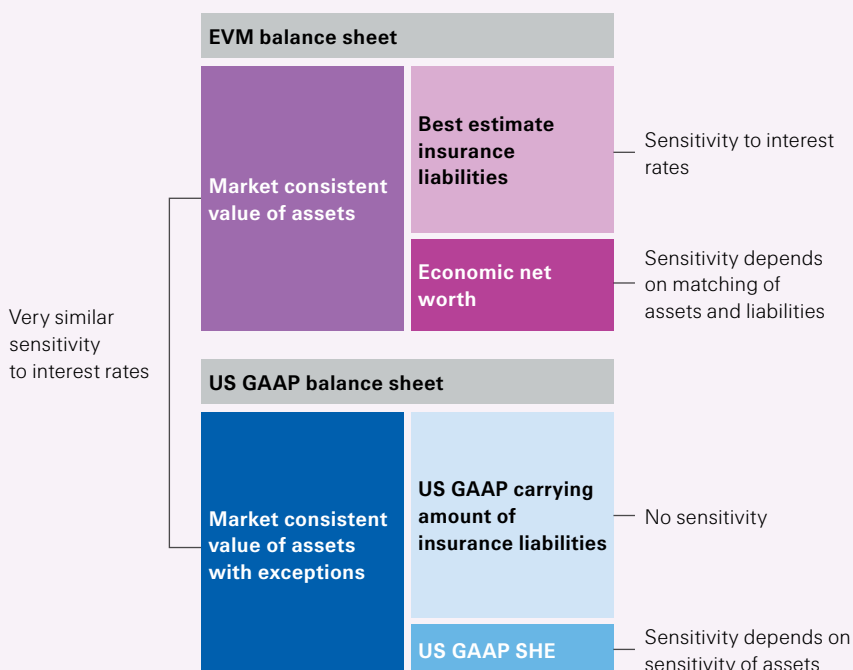 EVM balance sheet
Market consistent
value of assets
Best estimate
insurance
liabilities
Sensitivity to interest
rates
Economic net
worth
Sensitivity depends
on matching of
assets and liabilities
Very similar
sensitivity
to interest rates
US GAAP balance sheet
Market consistent
value of assets
with exceptions
US GAAP carrying
amount of
insurance liabilities
No sensitivity
US GAAP SHE
Sensitivity depends on
sensitivity of assets